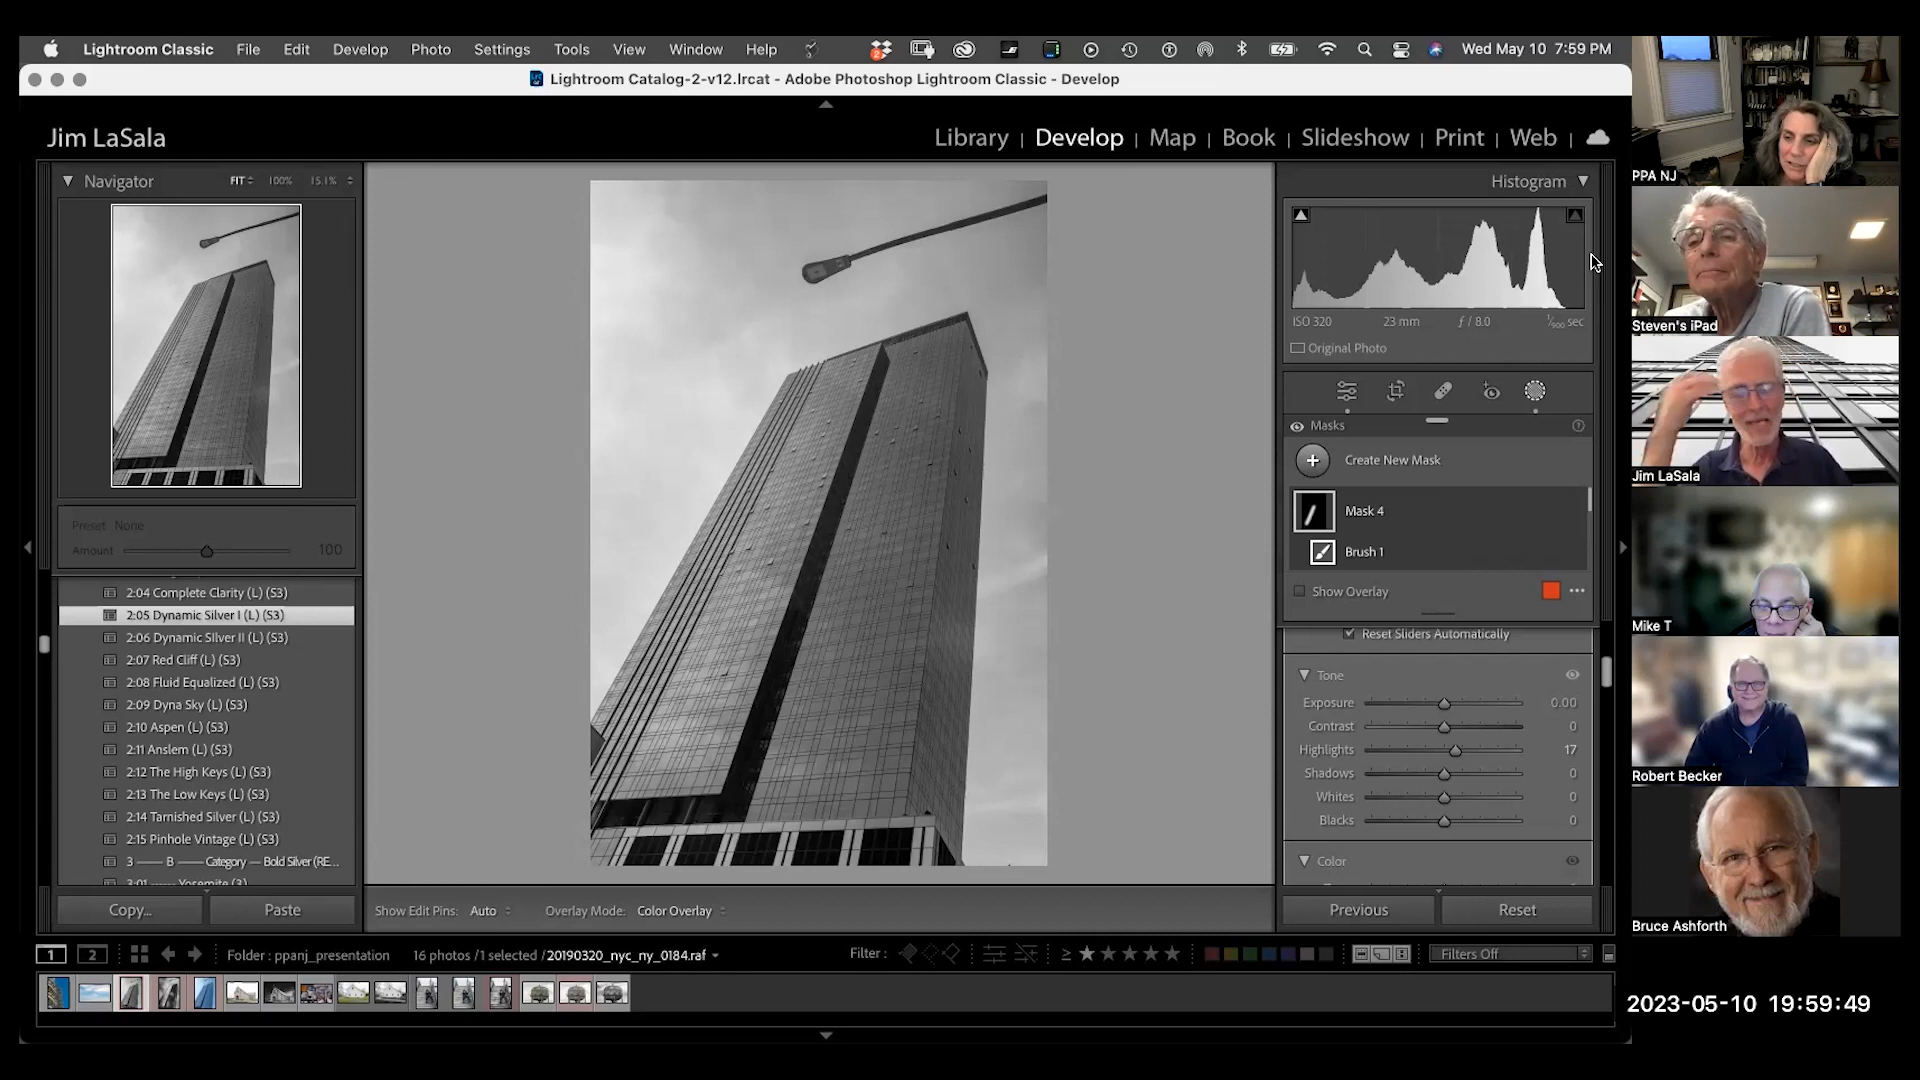 Lightroom Classic File Edit Develop Photo Settings Tools View Window Help Wed May 10 7:59 PM
Lightroom Catalog-2-v12.lrcat - Adobe Photoshop Lightroom Classic - Develop
Jim LaSala
Library | Develop | Map | Book | Slideshow | Print | Web |
Navigator FIT 100% 15.1%
Preset None
Amount 100
2:04 Complete Clarity (L) (S3)
2:05 Dynamic Silver I (L) (S3)
2:06 Dynamic SIlver II (L) (S3)
2:07 Red Cliff (L) (S3)
2:08 Fluid Equalized (L) (S3)
2:09 Dyna Sky (L) (S3)
2:10 Aspen (L) (S3)
2:11 Anslem (L) (S3)
2:12 The High Keys (L) (S3)
2:13 The Low Keys (L) (S3)
2:14 Tarnished Silver (L) (S3)
2:15 Pinhole Vintage (L) (S3)
3 —— B —— Category — Bold Silver (RE...
3:01 —— Yosemite (3)
Copy... Paste
Show Edit Pins: Auto Overlay Mode: Color Overlay
Histogram
ISO 320 23 mm ƒ / 8.0 1/900 sec
Original Photo
Masks
Create New Mask
Mask 4
Brush 1
Show Overlay
Reset Sliders Automatically
Tone
Exposure 0.00
Contrast 0
Highlights 17
Shadows 0
Whites 0
Blacks 0
Color
Previous Reset
1 2 Folder : ppanj_presentation 16 photos /1 selected /20190320_nyc_ny_0184.raf Filter : ≥ Filters Off
PPA NJ
Steven's iPad
Jim LaSala
Mike T
Robert Becker
Bruce Ashforth
2023-05-10 19:59:49